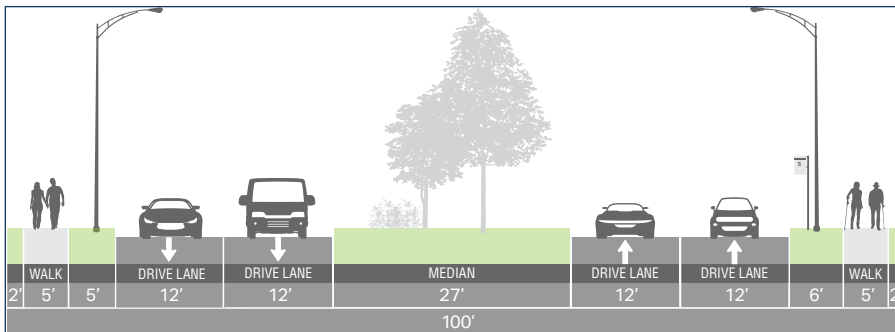 S
WALK DRIVE LANE DRIVE LANE MEDIAN DRIVE LANE DRIVE LANE WALK
2' 5' 5' 12' 12' 27' 12' 12' 6' 5' 2
100'